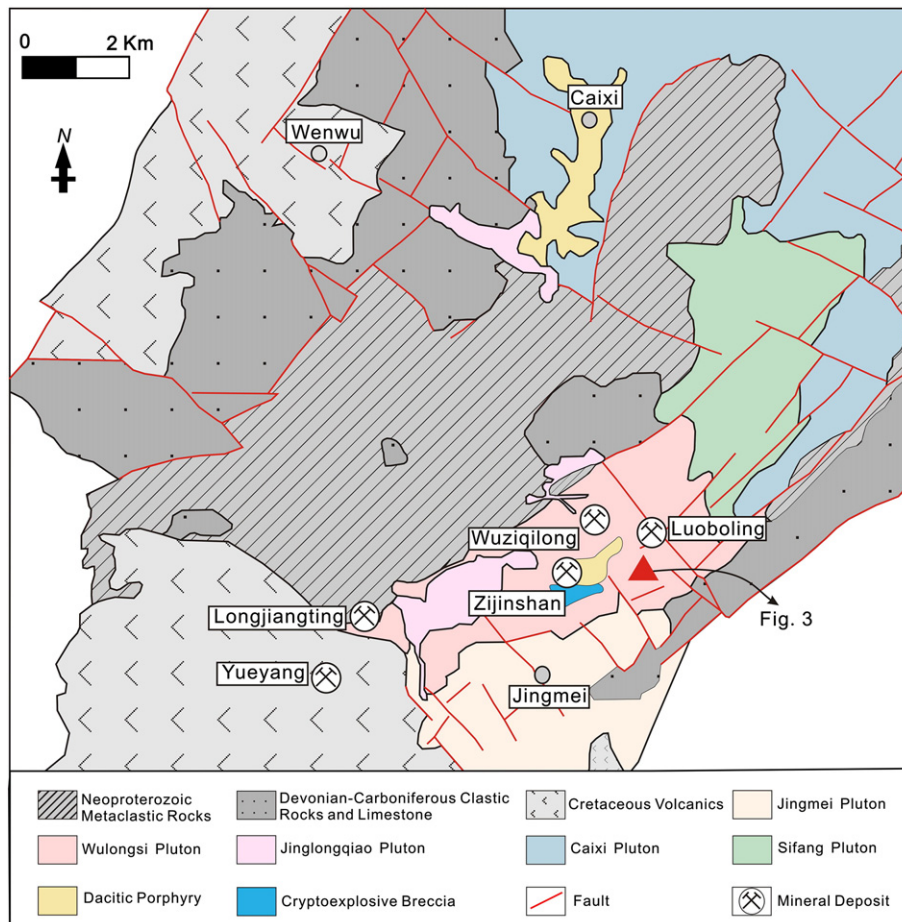 0 2 Km
N
Caixi
Wenwu
Wuziqilong
Luoboling
Zijinshan
Longjiangting
Fig. 3
Yueyang
Jingmei
Neoproterozoic
Metaclastic Rocks
Devonian-Carboniferous Clastic
Rocks and Limestone
Cretaceous Volcanics
Jingmei Pluton
Wulongsi Pluton
Jinglongqiao Pluton
Caixi Pluton
Sifang Pluton
Dacitic Porphyry
Cryptoexplosive Breccia
Fault
Mineral Deposit